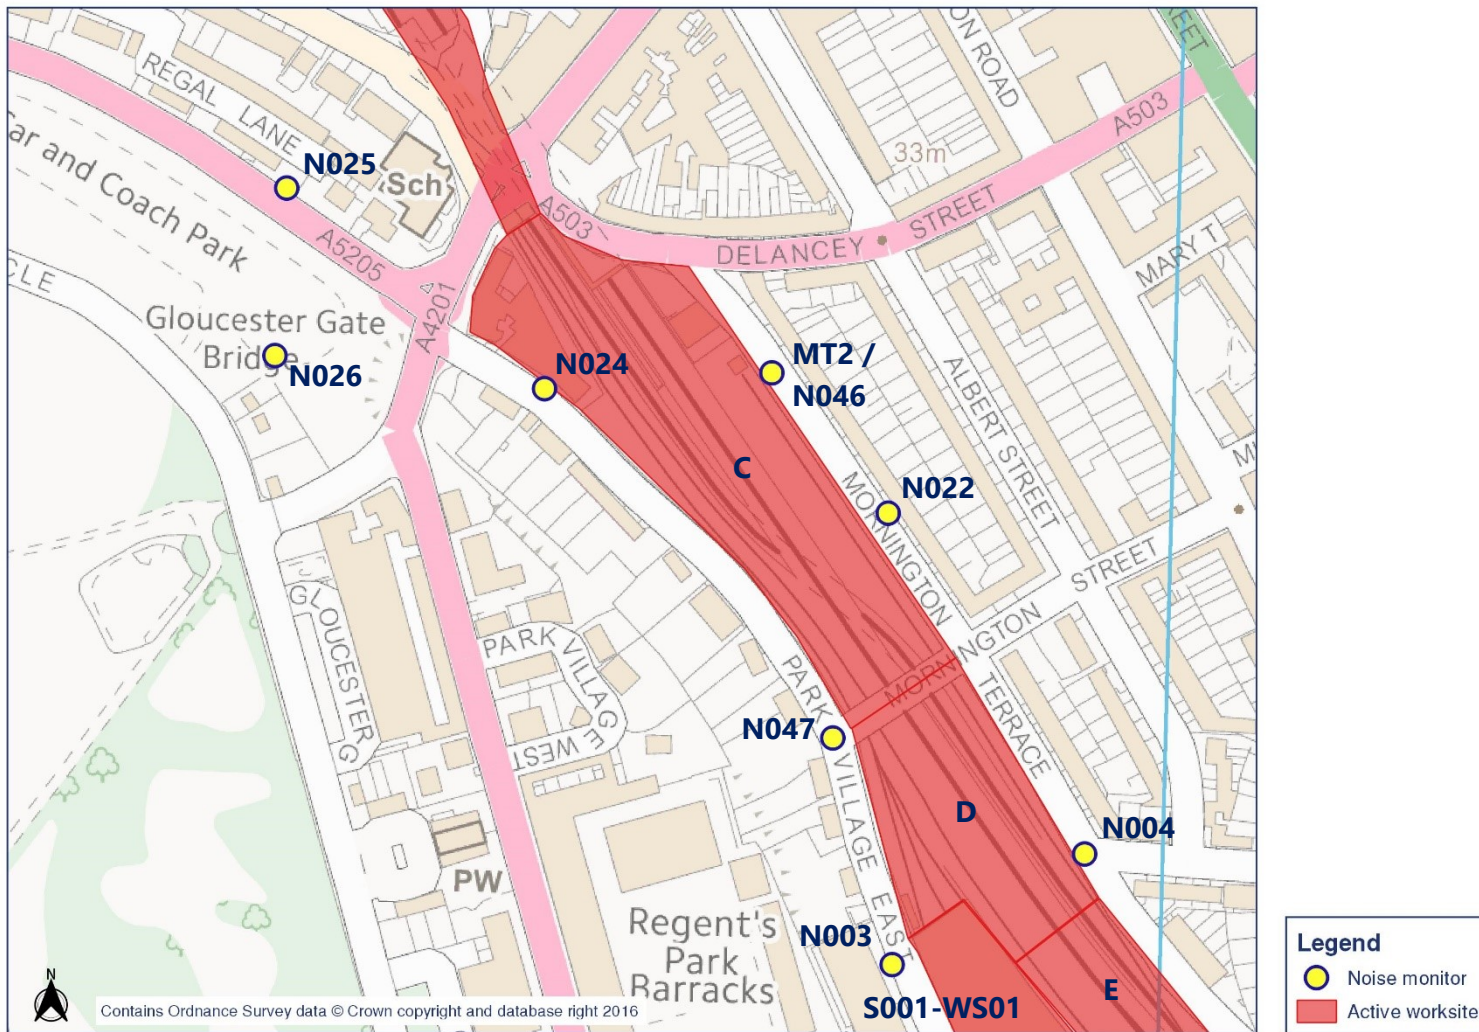 REGAL LANE
N025
Sch
Car and Coach Park
A5205
CLE
Gloucester Gate
Bridge
N026
A4201
N024
A503
DELANCEY STREET
33m
ON ROAD
REET
A503
MARY T
MT2 /
N046
ALBERT STREET
C
N022
MORNINGTON TERRACE
MORNINGTON STREET
M
GLOUCESTER G
PARK VILLAGE WEST
PARK VILLAGE EAST
N047
D
N004
PW
Regent's
Park
Barracks
N003
S001-WS01
E
N
Contains Ordnance Survey data © Crown copyright and database right 2016
Legend
Noise monitor
Active worksite